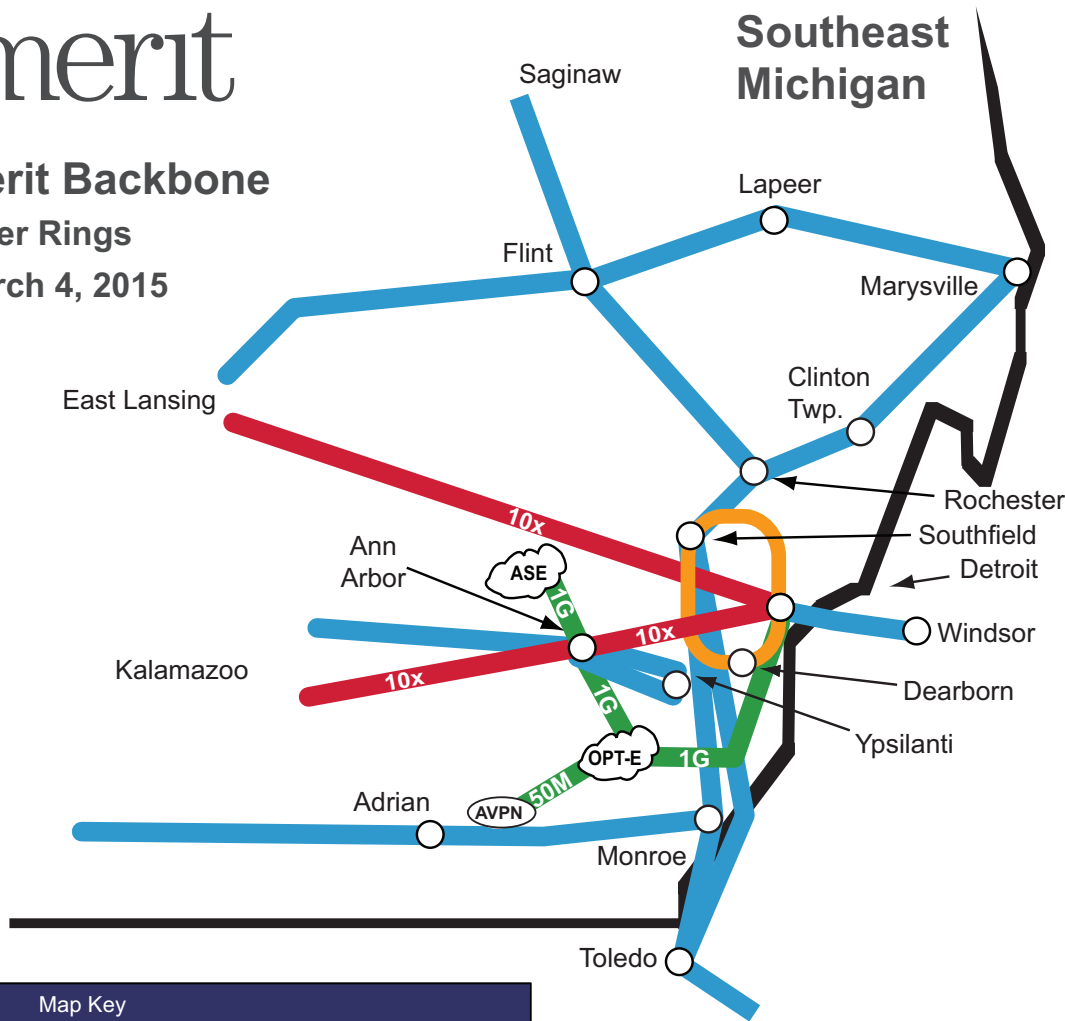 merit
Southeast
Michigan
erit Backbone
er Rings
rch 4, 2015
Saginaw
Lapeer
Flint
Marysville
Clinton
Twp.
East Lansing
Rochester
Southfield
Detroit
10x
Ann
Arbor
ASE
1G
10x
Windsor
Kalamazoo
10x
1G
Dearborn
Ypsilanti
OPT-E
1G
50M
AVPN
Adrian
Monroe
Toledo
Map Key